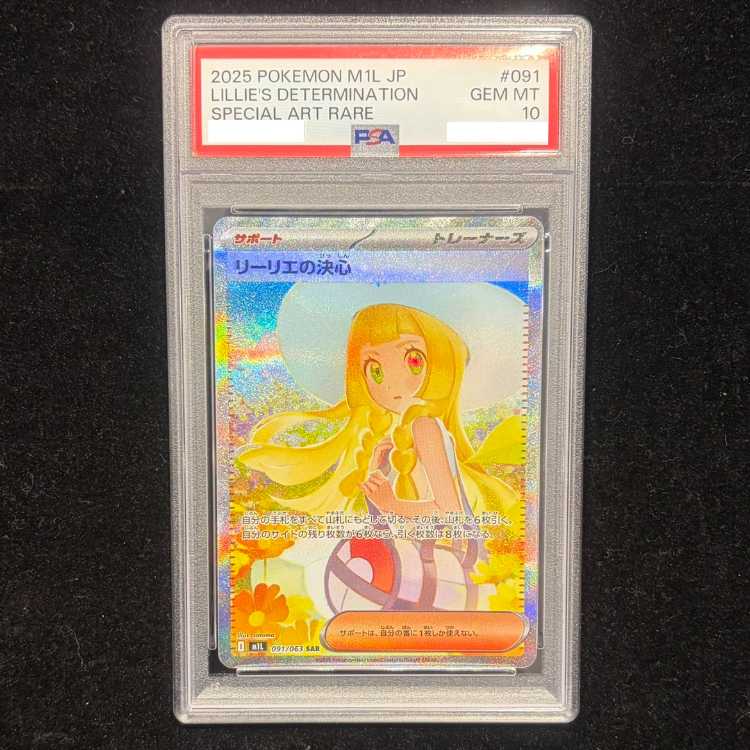 2025 POKEMON M1L JP #091
LILLIE'S DETERMINATION GEM MT
SPECIAL ART RARE 10
PSA
サポート トレーナーズ
リーリエの決心
自分の手札をすべて山札にもどして切る。その後、山札を6枚引く。
自分のサイドの残り枚数が6枚なら、引く枚数は8枚になる。
サポートは、自分の番に1枚しか使えない。
m1L 091/063 SAR